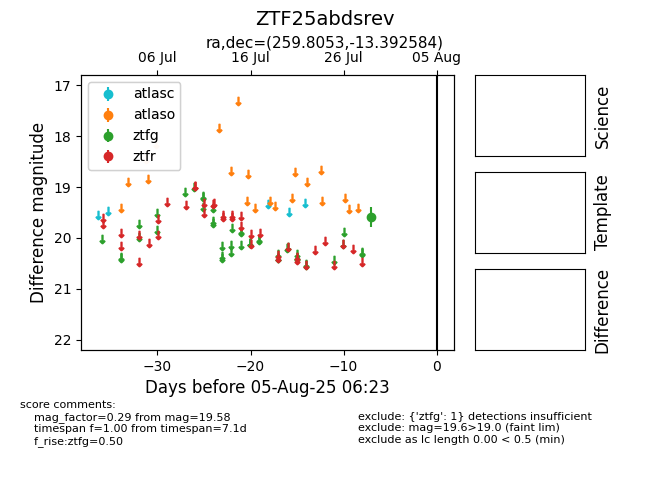 ZTF25abdsrev
ra,dec=(259.8053,-13.392584)
06 Jul 16 Jul 26 Jul 05 Aug
17
18
19
20
21
22
Difference magnitude
atlasc
atlaso
ztfg
ztfr
−30 −20 −10 0
Days before 05-Aug-25 06:23
Science
Template
Difference
score comments:
mag_factor=0.29 from mag=19.58
timespan f=1.00 from timespan=7.1d
f_rise:ztfg=0.50
exclude: {'ztfg': 1} detections insufficient
exclude: mag=19.6>19.0 (faint lim)
exclude as lc length 0.00 < 0.5 (min)